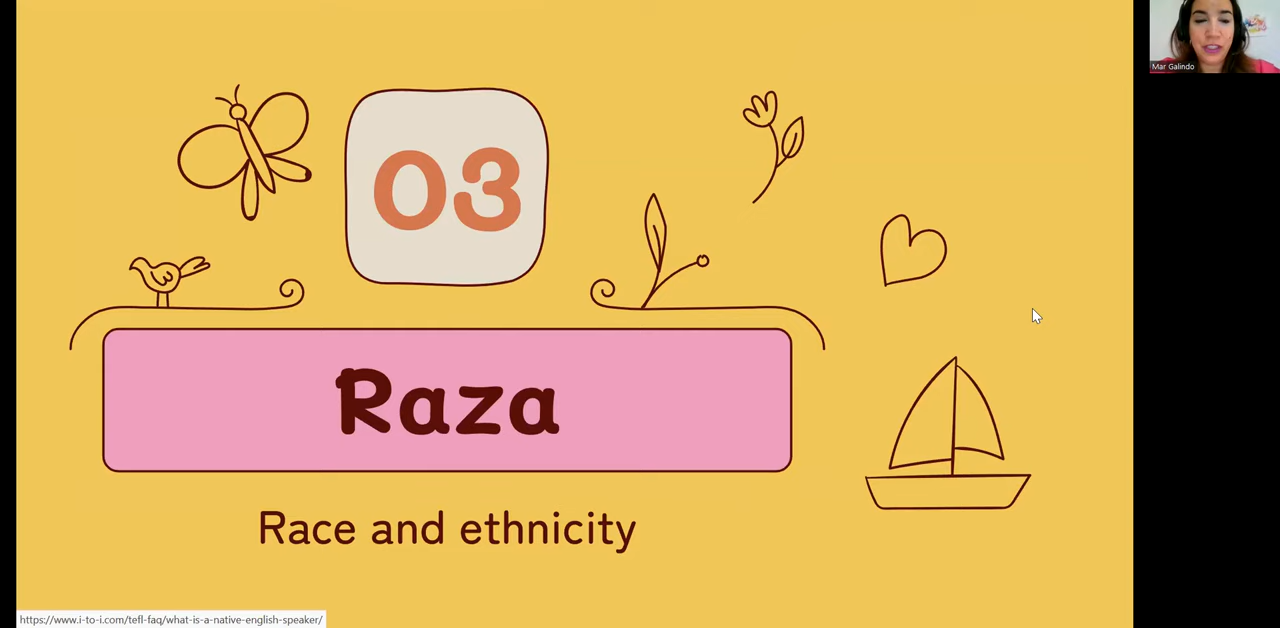 Mar Galindo
03
Raza
Race and ethnicity
https://www.i-to-i.com/tefl-faq/what-is-a-native-english-speaker/